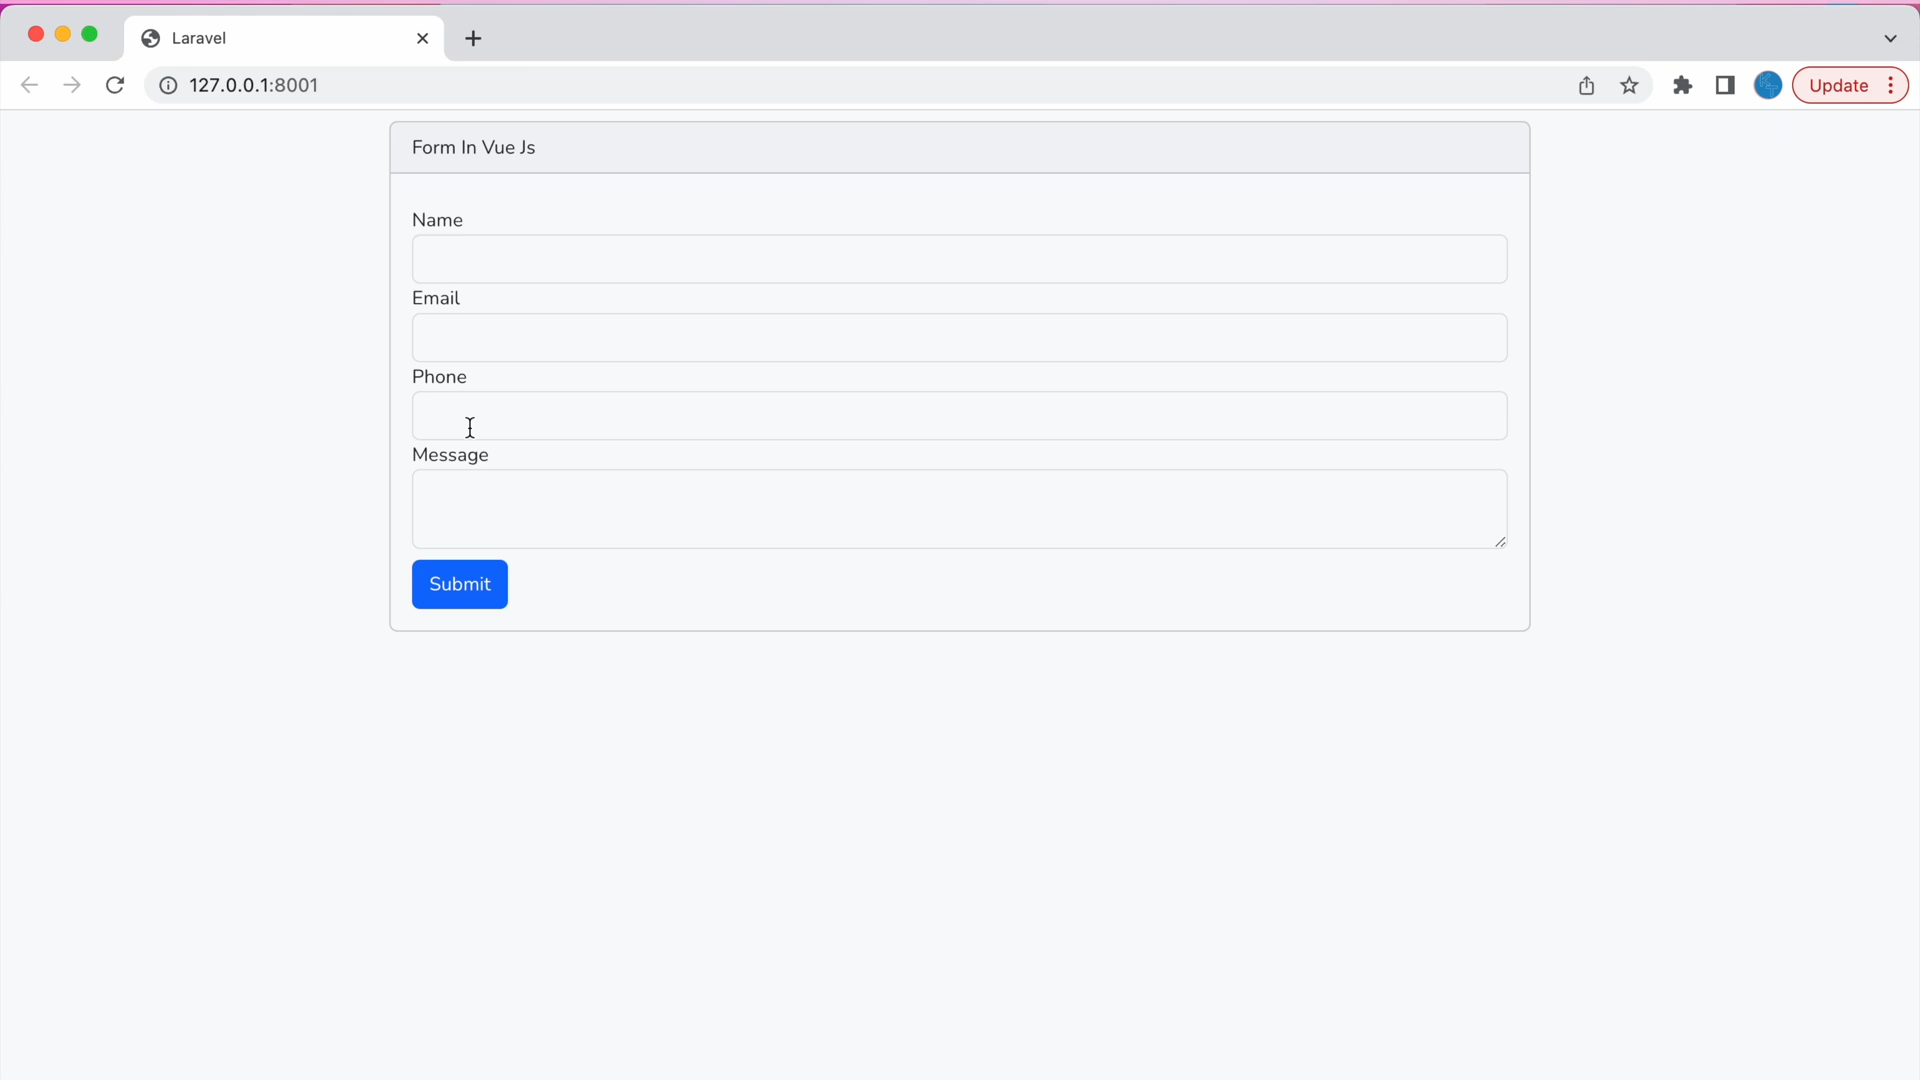 Laravel
127.0.0.1:8001
Update
Form In Vue Js
Name
Email
Phone
Message
Submit